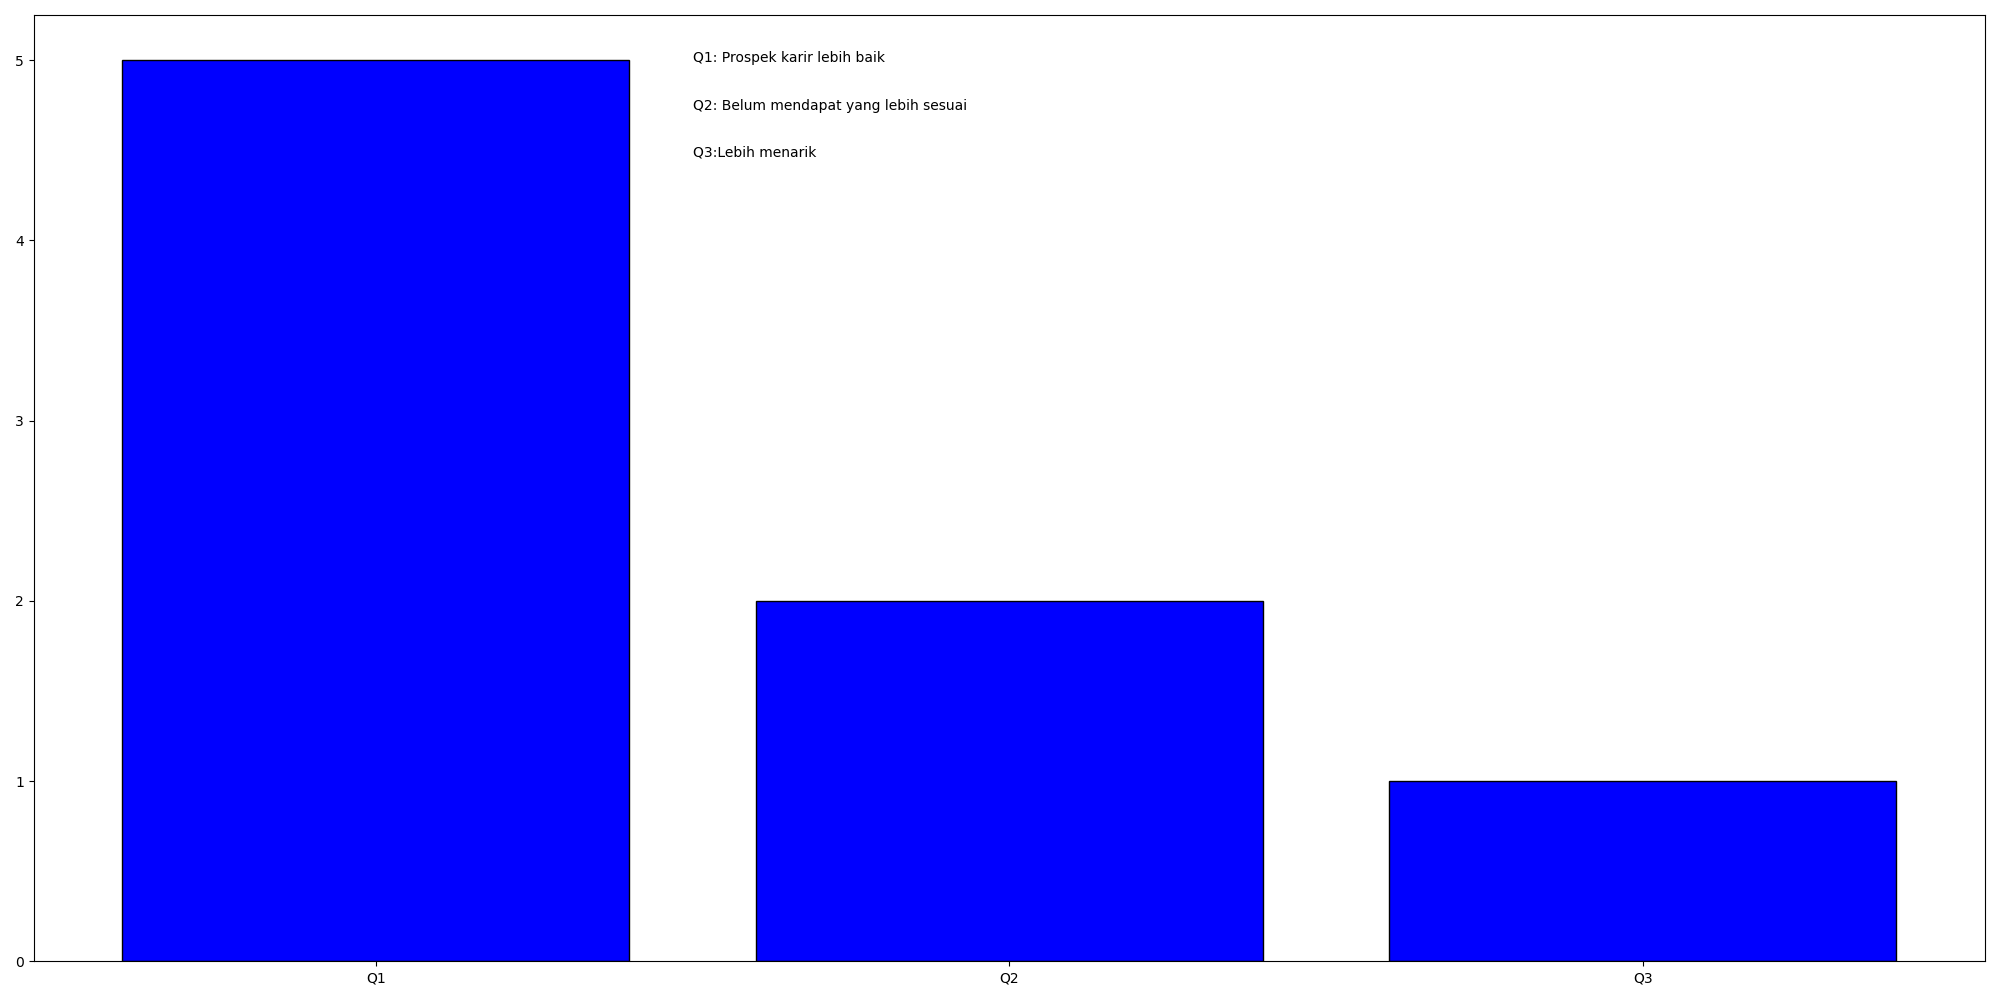 Q1: Prospek karir lebih baik
Q2: Belum mendapat yang lebih sesuai
Q3:Lebih menarik
5
4
3
2
1
0
Q1 Q2 Q3